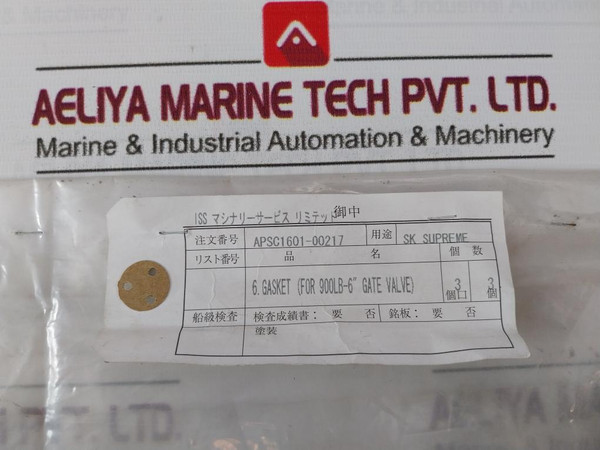 AELIYA MARINE TECH PVT. LTD.
Marine & Industrial Automation & Machinery
ISS マシナリーサービス リミテッド 御中
注文番号 APSC1601-00217 用途 SK SUPREME
リスト番号 品 名 個 数
6. GASKET (FOR 900LB-6" GATE VALVE) 3 個口 3 個
船級検査 検査成績書： 要 否 銘板： 要 否
塗装